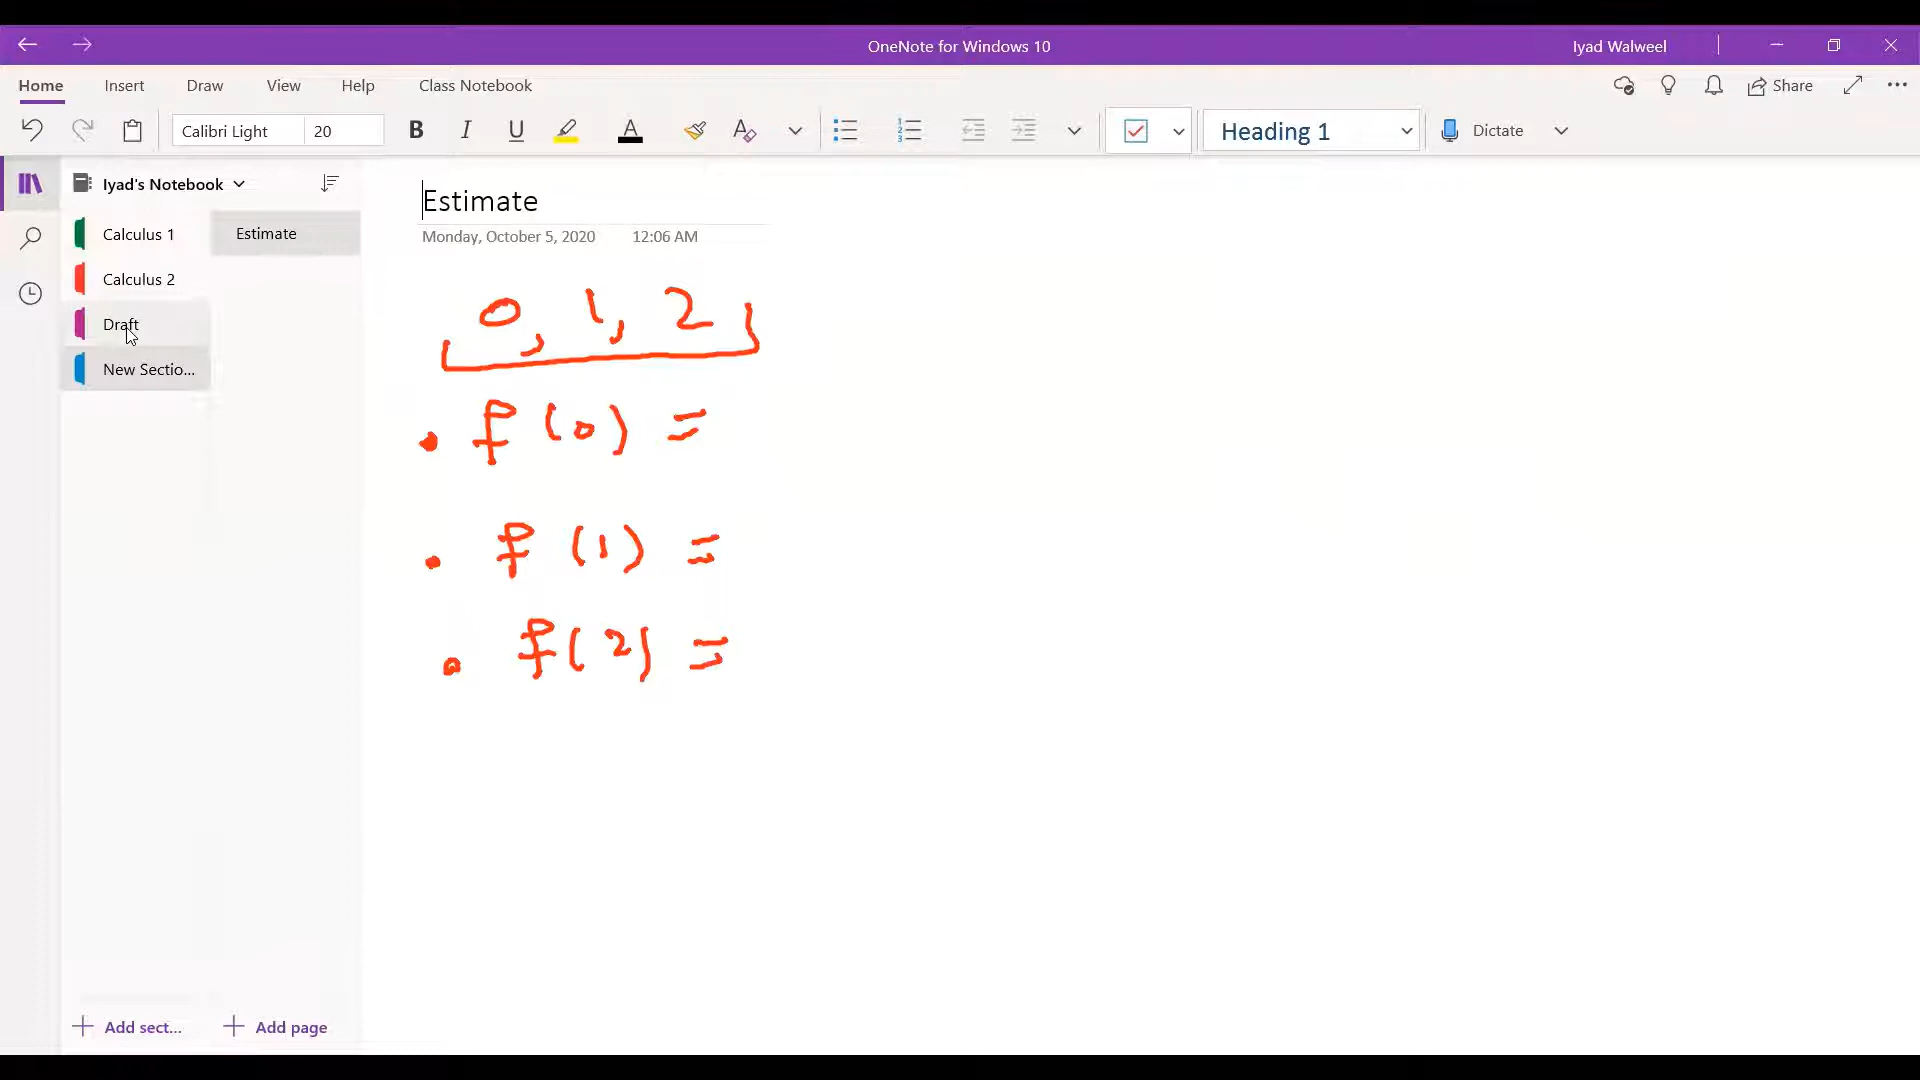 OneNote for Windows 10
Iyad Walweel
Home Insert Draw View Help Class Notebook
Share
Calibri Light 20 B I U A A Heading 1 Dictate
Iyad's Notebook
Calculus 1
Calculus 2
Draft
New Sectio...
Estimate
Estimate
Monday, October 5, 2020 12:06 AM
0, 1, 2
• f (0) =
• f (1) =
• f(2) =
Add sect...
Add page